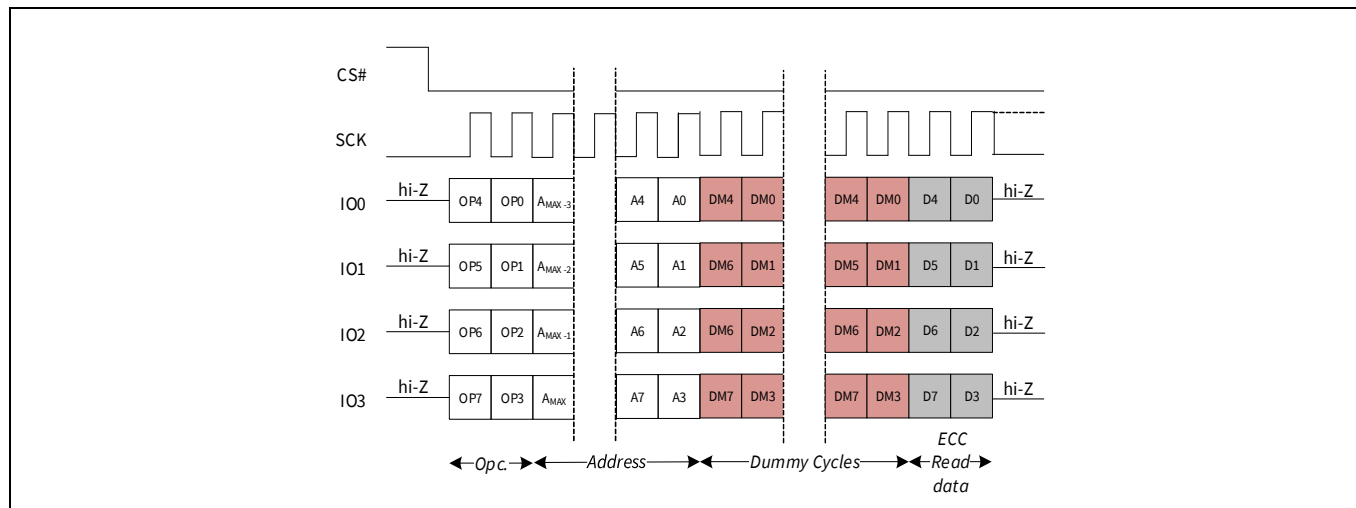 CS#
SCK
IO0 hi-Z OP4 OP0 AMAX -3 A4 A0 DM4 DM0 DM4 DM0 D4 D0 hi-Z
IO1 hi-Z OP5 OP1 AMAX -2 A5 A1 DM6 DM1 DM5 DM1 D5 D1 hi-Z
IO2 hi-Z OP6 OP2 AMAX -1 A6 A2 DM6 DM2 DM6 DM2 D6 D2 hi-Z
IO3 hi-Z OP7 OP3 AMAX A7 A3 DM7 DM3 DM7 DM3 D7 D3 hi-Z
Opc. Address Dummy Cycles ECC
Read
data